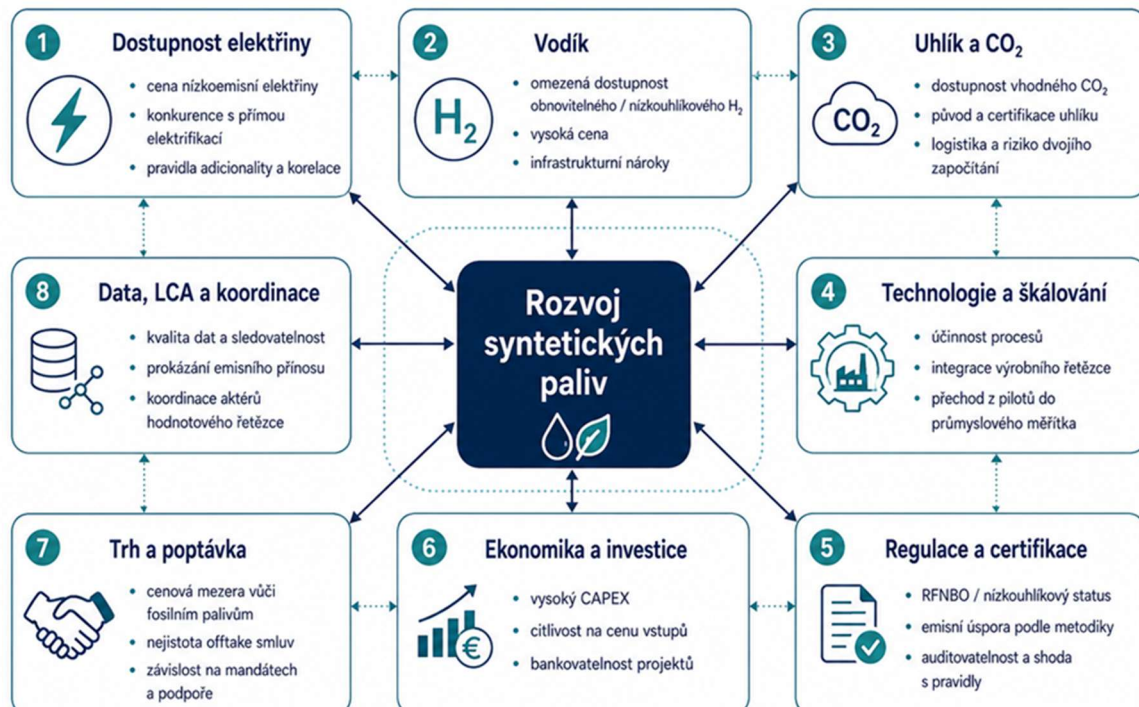 1 Dostupnost elektřiny
• cena nízkoemisní elektřiny
• konkurence s přímou
elektrifikací
• pravidla adicionality a korelace
2 Vodík
H₂
• omezená dostupnost
obnovitelného / nízkouhlíkového H₂
• vysoká cena
• infrastrukturní nároky
3 Uhlík a CO₂
CO₂
• dostupnost vhodného CO₂
• původ a certifikace uhlíku
• logistika a riziko dvojího
započítání
8 Data, LCA a koordinace
• kvalita dat a sledovatelnost
• prokázání emisního přínosu
• koordinace aktérů
hodnotového řetězce
Rozvoj
syntetických
paliv
4 Technologie a škálování
• účinnost procesů
• integrace výrobního řetězce
• přechod z pilotů do
průmyslového měřítka
7 Trh a poptávka
• cenová mezera vůči
fosilním palivům
• nejistota offtake smluv
• závislost na mandátech
a podpoře
6 Ekonomika a investice
€
• vysoký CAPEX
• citlivost na cenu vstupů
• bankovatelnost projektů
5 Regulace a certifikace
• RFNBO / nízkouhlíkový status
• emisní úspora podle metodiky
• auditovatelnost a shoda
s pravidly